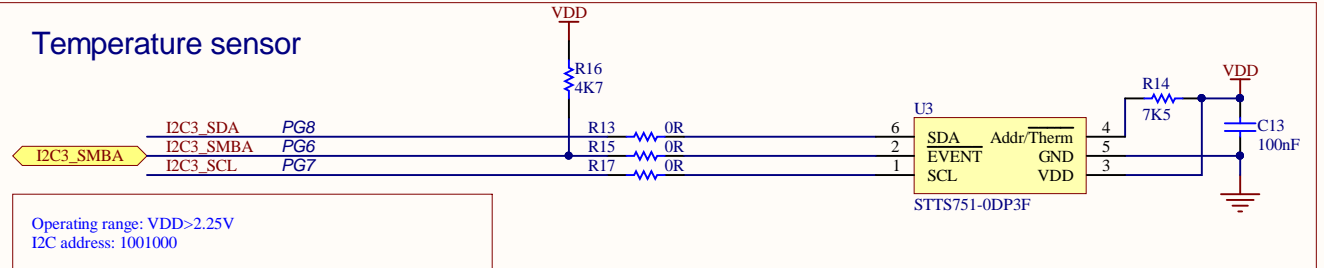 VDD
Temperature sensor
R16
4K7
VDD
R14
7K5
U3
I2C3_SDA PG8 R13 0R 6 SDA Addr/Therm 4
C13
100nF
I2C3_SMBA I2C3_SMBA PG6 R15 0R 2 EVENT GND 5
I2C3_SCL PG7 R17 0R 1 SCL VDD 3
STTS751-0DP3F
Operating range: VDD>2.25V
I2C address: 1001000